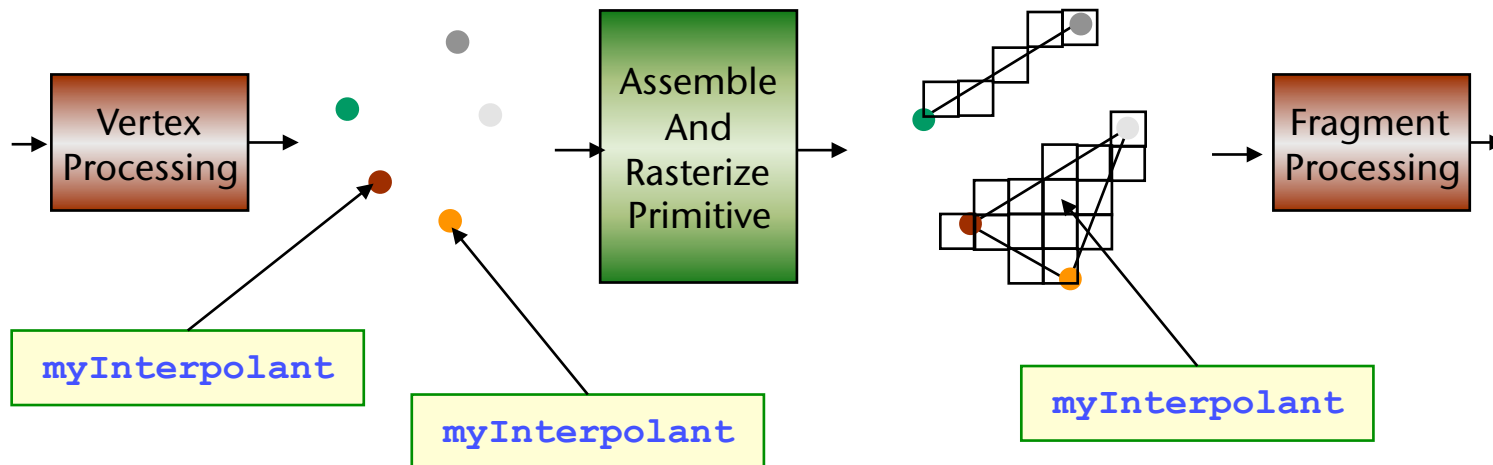 Vertex
Processing
Assemble
And
Rasterize
Primitive
Fragment
Processing
myInterpolant
myInterpolant
myInterpolant